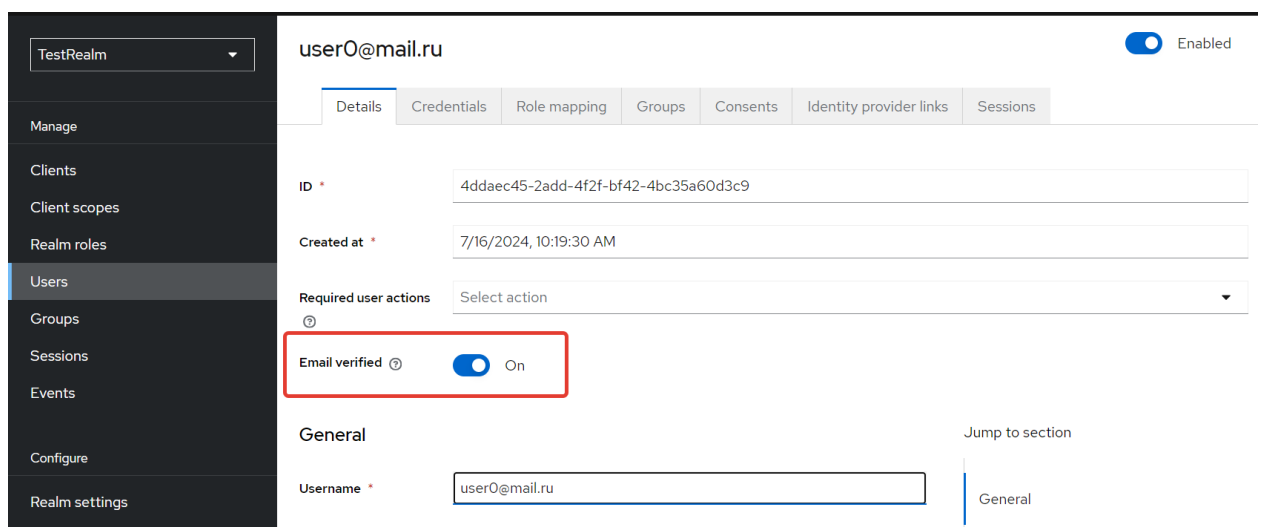 TestRealm
Manage
Clients
Client scopes
Realm roles
Users
Groups
Sessions
Events
Configure
Realm settings
user0@mail.ru
Enabled
Details Credentials Role mapping Groups Consents Identity provider links Sessions
ID * 4ddaec45-2add-4f2f-bf42-4bc35a60d3c9
Created at * 7/16/2024, 10:19:30 AM
Required user actions Select action
Email verified On
General
Username * user0@mail.ru
Jump to section
General